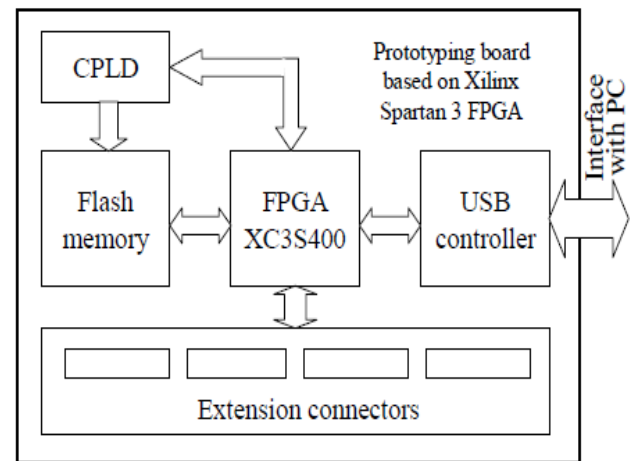 CPLD
Prototyping board
based on Xilinx
Spartan 3 FPGA
Interface
with PC
Flash
memory
FPGA
XC3S400
USB
controller
Extension connectors